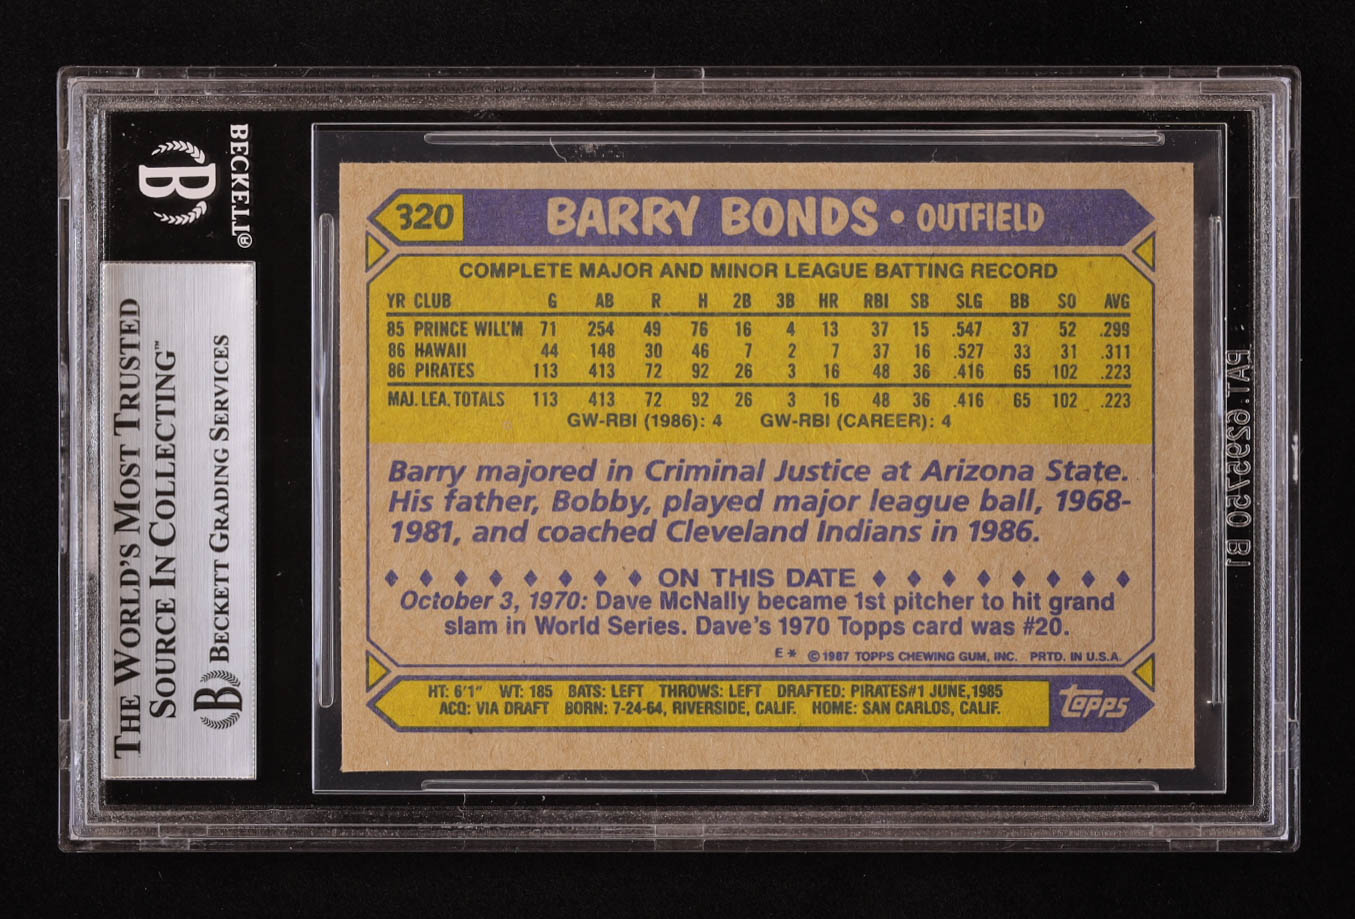 BECKETT®
B
THE WORLD'S MOST TRUSTED
SOURCE IN COLLECTING™
B BECKETT GRADING SERVICES
320 BARRY BONDS • OUTFIELD
COMPLETE MAJOR AND MINOR LEAGUE BATTING RECORD
YR CLUB G AB R H 2B 3B HR RBI SB SLG BB SO AVG
85 PRINCE WILL'M 71 254 49 76 16 4 13 37 15 .547 37 52 .299
86 HAWAII 44 148 30 46 7 2 7 37 16 .527 33 31 .311
86 PIRATES 113 413 72 92 26 3 16 48 36 .416 65 102 .223
MAJ. LEA. TOTALS 113 413 72 92 26 3 16 48 36 .416 65 102 .223
GW-RBI (1986): 4 GW-RBI (CAREER): 4
Barry majored in Criminal Justice at Arizona State.
His father, Bobby, played major league ball, 1968-
1981, and coached Cleveland Indians in 1986.
ON THIS DATE
October 3, 1970: Dave McNally became 1st pitcher to hit grand
slam in World Series. Dave's 1970 Topps card was #20.
E* ©1987 TOPPS CHEWING GUM, INC. PRTD. IN U.S.A.
HT: 6'1" WT: 185 BATS: LEFT THROWS: LEFT DRAFTED: PIRATES#1 JUNE,1985
ACQ: VIA DRAFT BORN: 7-24-64, RIVERSIDE, CALIF. HOME: SAN CARLOS, CALIF.
topps
PAT. 6295750 B1